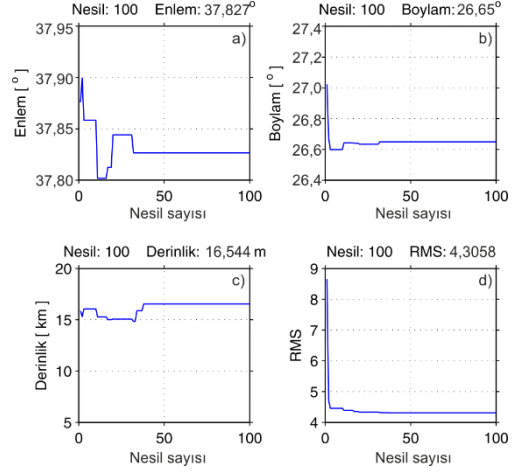 Nesil: 100 Enlem: 37,827o
a)
Enlem [ o ]
37,95
37,90
37,85
37,80
0 50 100
Nesil sayısı
Nesil: 100 Boylam: 26,65o
b)
Boylam [ o ]
27,4
27,2
27,0
26,8
26,6
26,4
0 50 100
Nesil sayısı
Nesil: 100 Derinlik: 16,544 m
c)
Derinlik [ km ]
20
15
10
5
0 50 100
Nesil sayısı
Nesil: 100 RMS: 4,3058
d)
RMS
9
8
7
6
5
4
0 50 100
Nesil sayısı